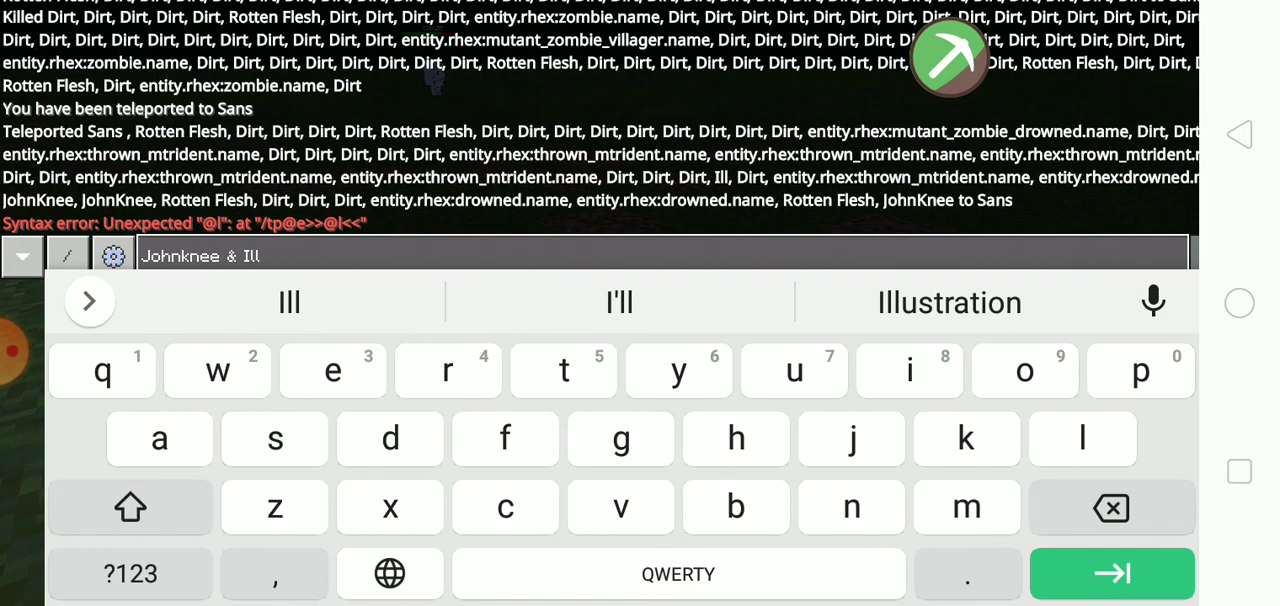 Killed Dirt, Dirt, Dirt, Dirt, Rotten Flesh, Dirt, Dirt, Dirt, Dirt, entity.rhex:zombie.name, Dirt, Dirt, Dirt, Dirt, Dirt, Dirt, Dirt, Dirt, Dirt, Dirt,
Dirt, Dirt, Dirt, Dirt, Dirt, Dirt, Dirt, Dirt, Dirt, Dirt, Dirt, entity.rhex:mutant_zombie_villager.name, Dirt, Dirt, Dirt, Dirt, Dirt, Dirt, Dirt, Dirt, Dirt,
entity.rhex:zombie.name, Dirt, Dirt, Dirt, Dirt, Dirt, Dirt, Dirt, Dirt, Rotten Flesh, Dirt, Dirt, Dirt, Dirt, Dirt, Dirt, Dirt, Dirt, Dirt, Rotten Flesh, Dirt, Dirt,
Rotten Flesh, Dirt, entity.rhex:zombie.name, Dirt
You have been teleported to Sans
Teleported Sans , Rotten Flesh, Dirt, Dirt, Dirt, Dirt, Rotten Flesh, Dirt, Dirt, Dirt, Dirt, Dirt, Dirt, Dirt, Dirt, Dirt, entity.rhex:mutant_zombie_drowned.name, Dirt, Dirt
entity.rhex:thrown_mtrident.name, Dirt, Dirt, Dirt, Dirt, Dirt, entity.rhex:thrown_mtrident.name, entity.rhex:thrown_mtrident.name, entity.rhex:thrown_mtrident.n
Dirt, Dirt, entity.rhex:thrown_mtrident.name, entity.rhex:thrown_mtrident.name, Dirt, Dirt, Dirt, Ill, Dirt, entity.rhex:thrown_mtrident.name, entity.rhex:drowned.n
JohnKnee, JohnKnee, Rotten Flesh, Dirt, Dirt, Dirt, entity.rhex:drowned.name, entity.rhex:drowned.name, Rotten Flesh, JohnKnee to Sans
Syntax error: Unexpected "@l": at "/tp@e>>@l<<"
/ Johnknee & Ill
Ill I'll Illustration
q 1 w 2 e 3 r 4 t 5 y 6 u 7 i 8 o 9 p 0
a s d f g h j k l
z x c v b n m
?123 , QWERTY .